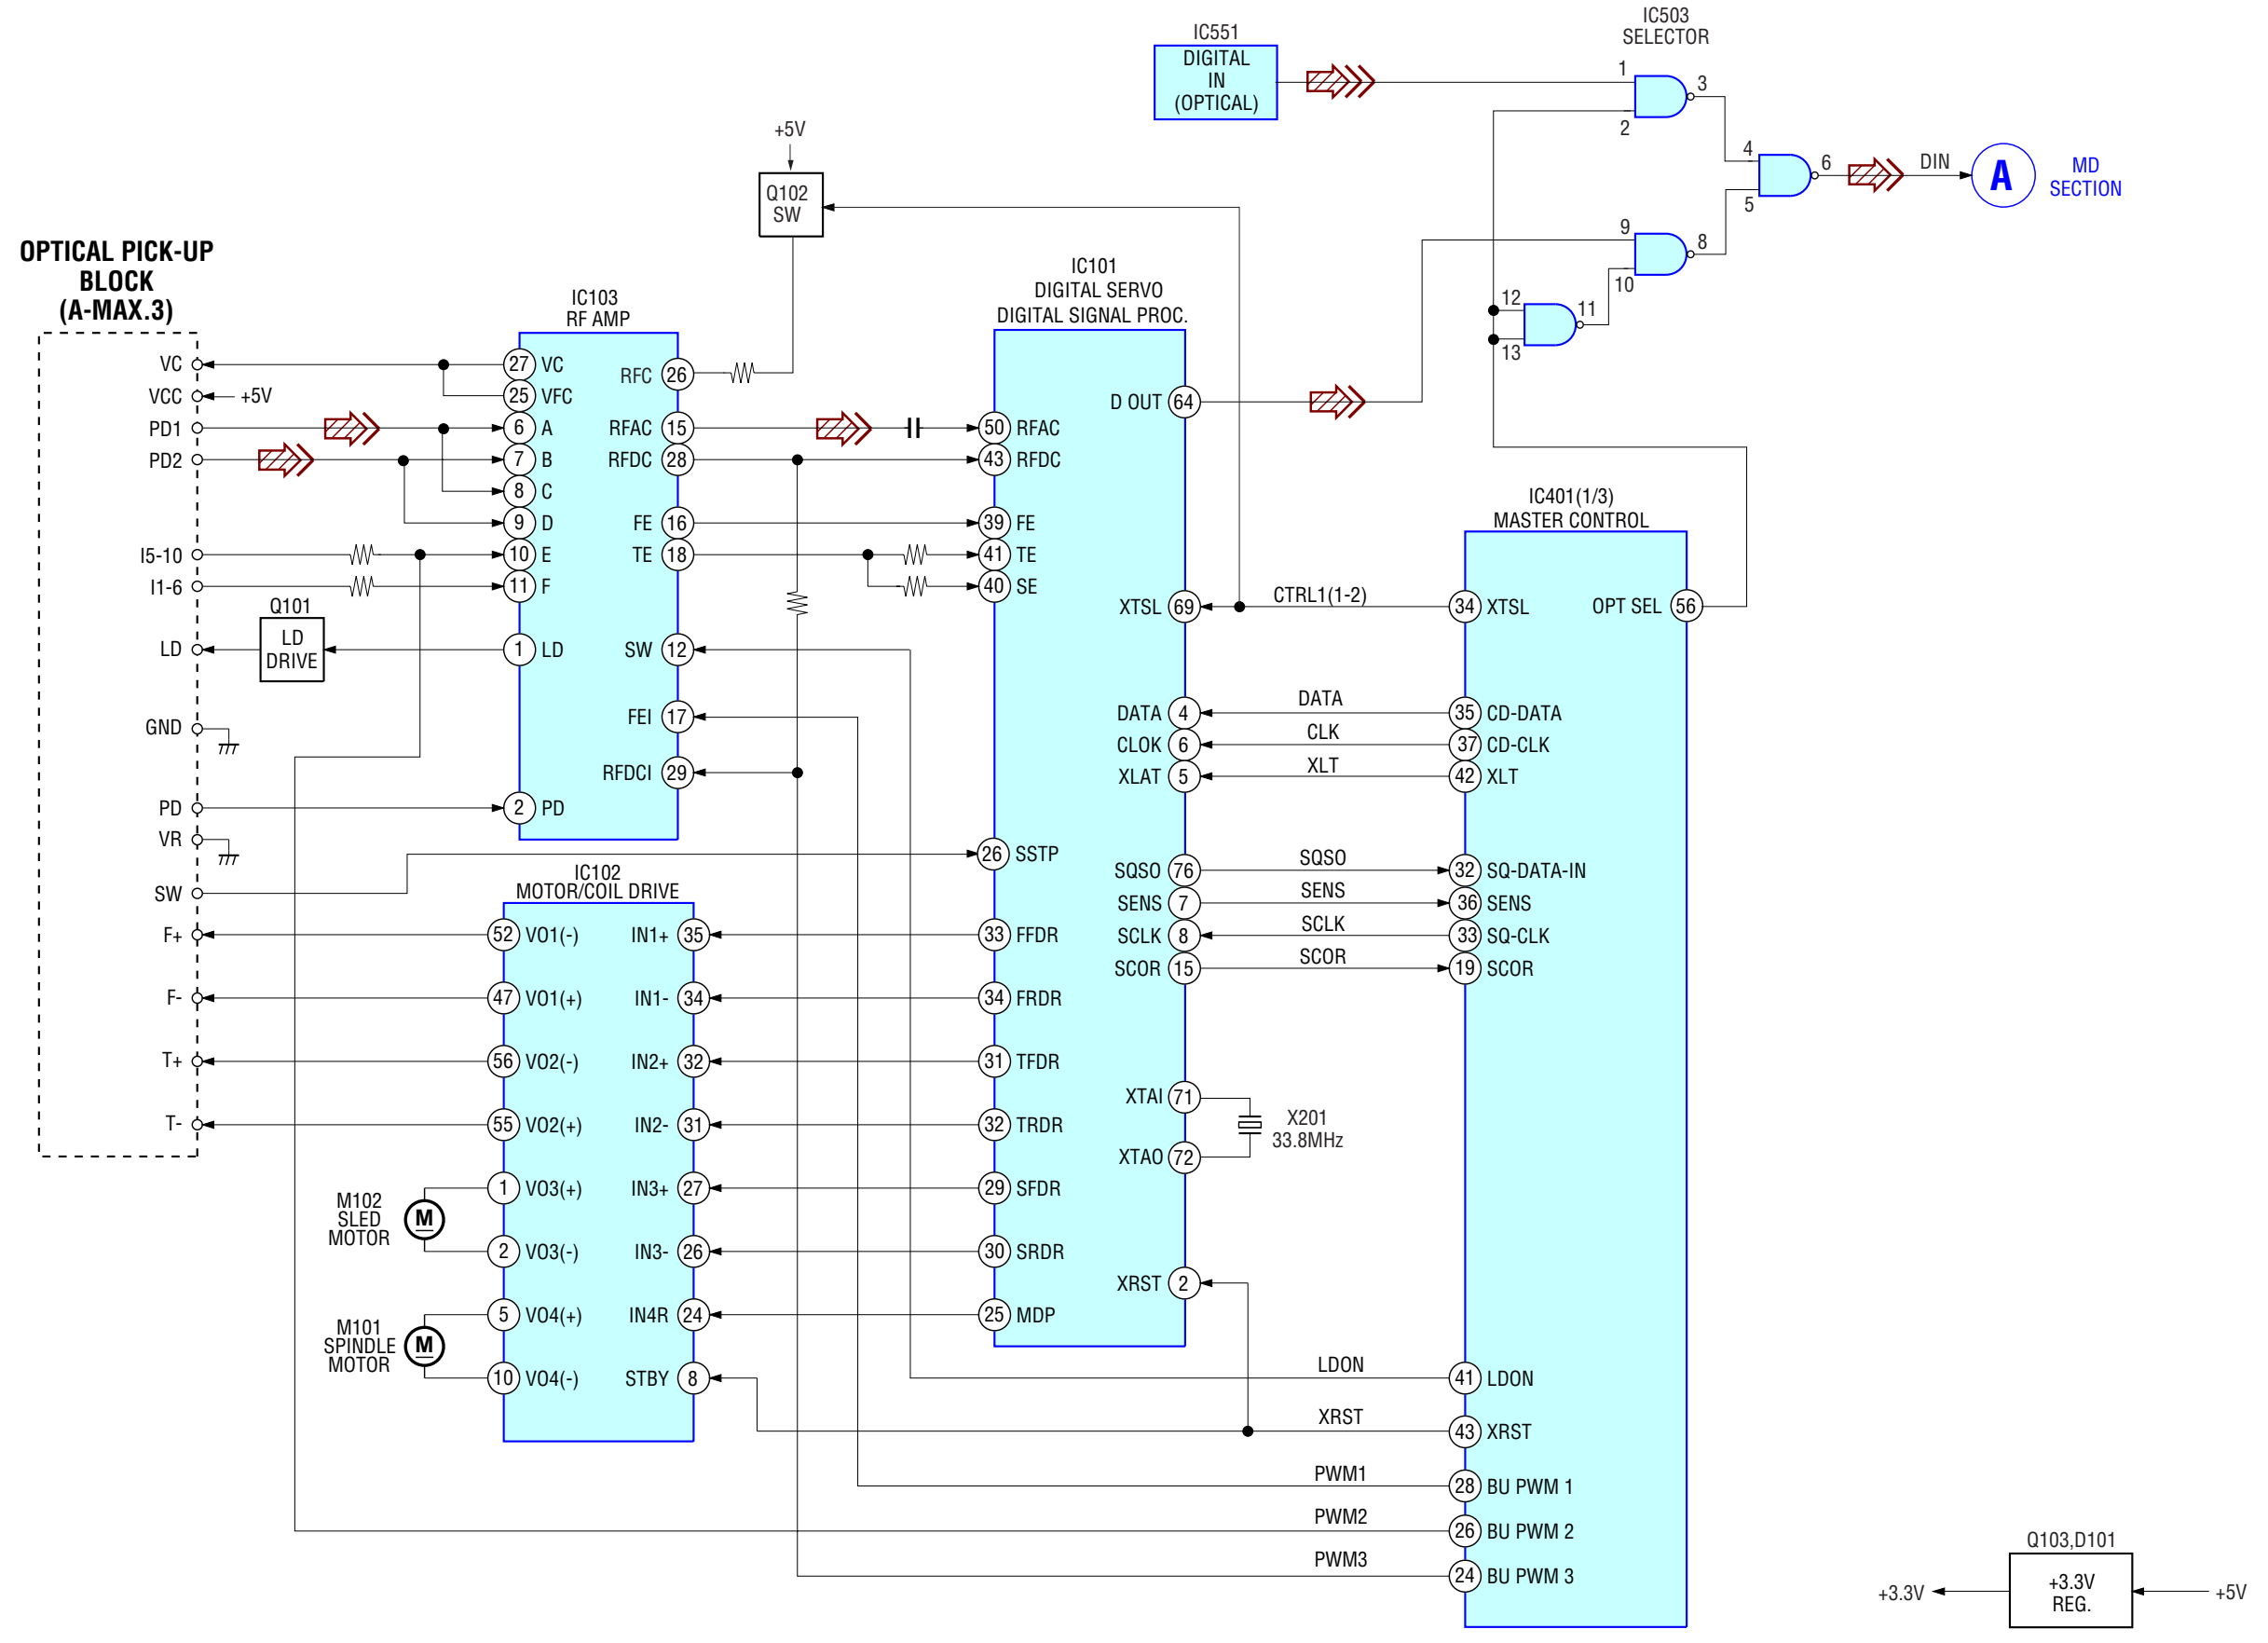 IC503
SELECTOR
IC551
DIGITAL
IN
(OPTICAL)
1
2
3
4
5
6
DIN
A
MD
SECTION
9
10
8
12
13
11
+5V
Q102
SW
OPTICAL PICK-UP
BLOCK
(A-MAX.3)
VC
VCC
+5V
PD1
PD2
I5-10
I1-6
LD
GND
PD
VR
SW
F+
F-
T+
T-
Q101
LD
DRIVE
IC103
RF AMP
27 VC
25 VFC
6 A
7 B
8 C
9 D
10 E
11 F
1 LD
2 PD
RFC 26
RFAC 15
RFDC 28
FE 16
TE 18
SW 12
FEI 17
RFDCI 29
IC102
MOTOR/COIL DRIVE
52 VO1(-)
47 VO1(+)
56 VO2(-)
55 VO2(+)
1 VO3(+)
2 VO3(-)
5 VO4(+)
10 VO4(-)
IN1+ 35
IN1- 34
IN2+ 32
IN2- 31
IN3+ 27
IN3- 26
IN4R 24
STBY 8
M102
SLED
MOTOR
M
M101
SPINDLE
MOTOR
M
IC101
DIGITAL SERVO
DIGITAL SIGNAL PROC.
50 RFAC
43 RFDC
39 FE
41 TE
40 SE
26 SSTP
33 FFDR
34 FRDR
31 TFDR
32 TRDR
29 SFDR
30 SRDR
25 MDP
D OUT 64
XTSL 69
DATA 4
CLOK 6
XLAT 5
SQSO 76
SENS 7
SCLK 8
SCOR 15
XTAI 71
XTAO 72
XRST 2
X201
33.8MHz
CTRL1(1-2)
DATA
CLK
XLT
SQSO
SENS
SCLK
SCOR
LDON
XRST
PWM1
PWM2
PWM3
IC401(1/3)
MASTER CONTROL
34 XTSL
OPT SEL 56
35 CD-DATA
37 CD-CLK
42 XLT
32 SQ-DATA-IN
36 SENS
33 SQ-CLK
19 SCOR
41 LDON
43 XRST
28 BU PWM 1
26 BU PWM 2
24 BU PWM 3
Q103,D101
+3.3V
+3.3V
REG.
+5V